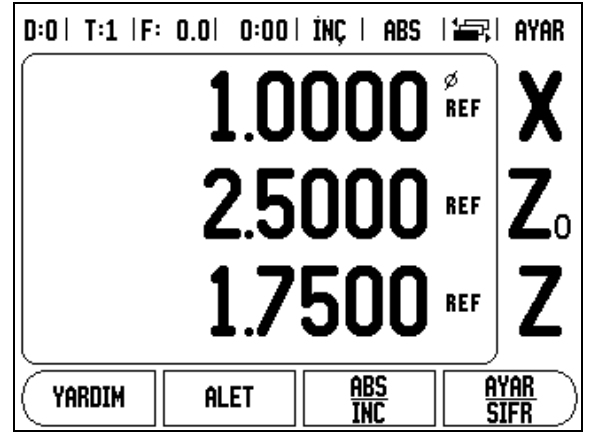 D:0 | T:1 | F: 0.0 | 0:00 | İNÇ | ABS | AYAR
1.0000 Ø REF X
2.5000 REF Z0
1.7500 REF Z
YARDIM ALET ABS INC AYAR SIFR